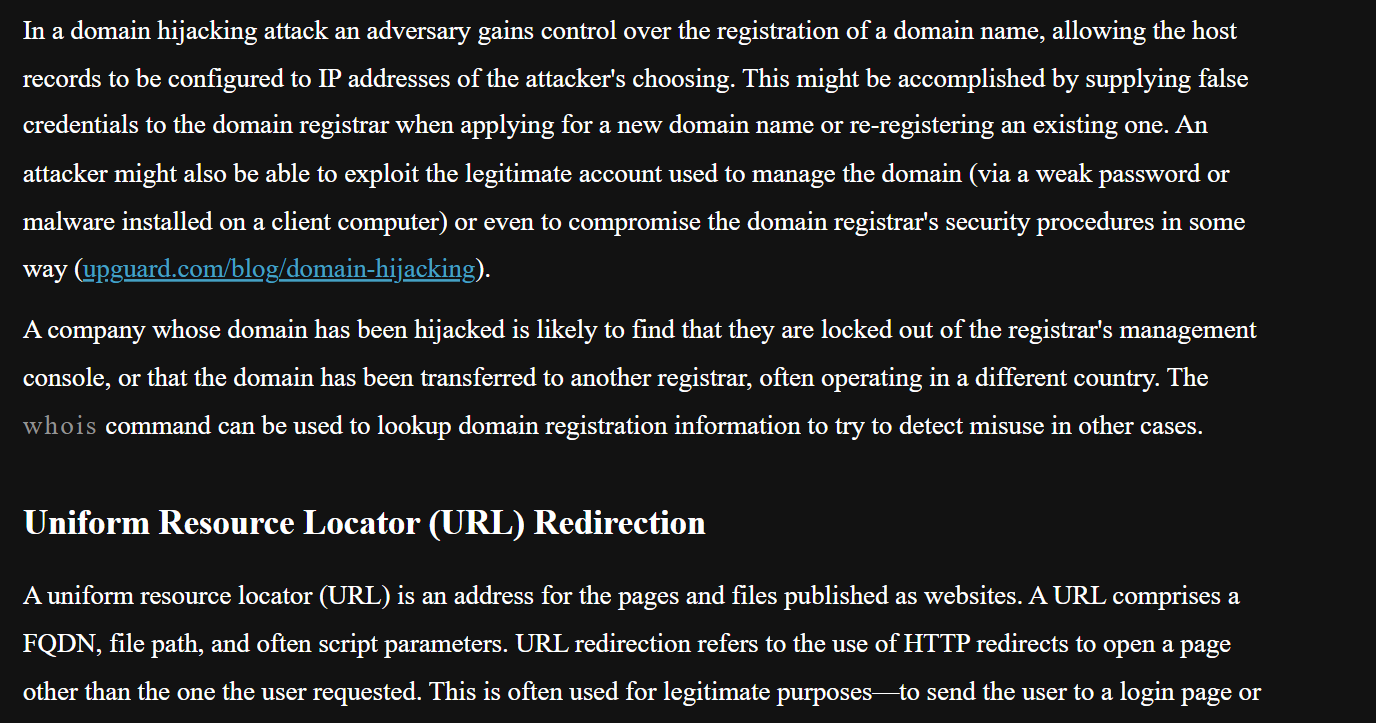 In a domain hijacking attack an adversary gains control over the registration of a domain name, allowing the host
records to be configured to IP addresses of the attacker's choosing. This might be accomplished by supplying false
credentials to the domain registrar when applying for a new domain name or re-registering an existing one. An
attacker might also be able to exploit the legitimate account used to manage the domain (via a weak password or
malware installed on a client computer) or even to compromise the domain registrar's security procedures in some
way (upguard.com/blog/domain-hijacking).
A company whose domain has been hijacked is likely to find that they are locked out of the registrar's management
console, or that the domain has been transferred to another registrar, often operating in a different country. The
whois command can be used to lookup domain registration information to try to detect misuse in other cases.
Uniform Resource Locator (URL) Redirection
A uniform resource locator (URL) is an address for the pages and files published as websites. A URL comprises a
FQDN, file path, and often script parameters. URL redirection refers to the use of HTTP redirects to open a page
other than the one the user requested. This is often used for legitimate purposes—to send the user to a login page or